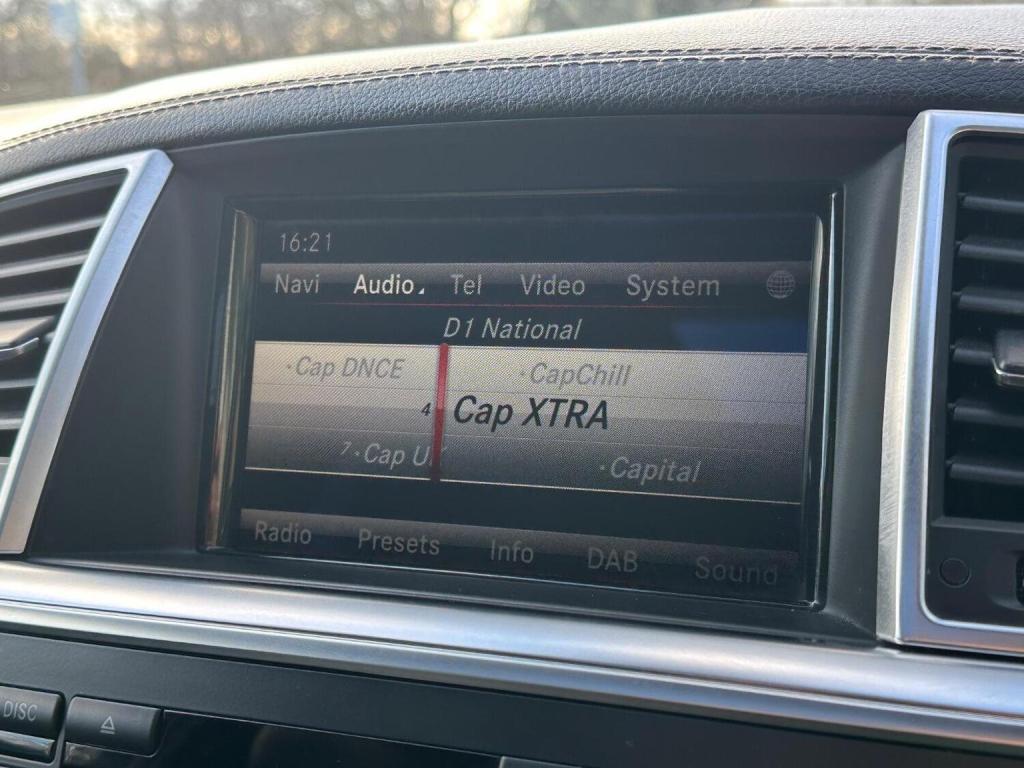 16:21
Navi Audio Tel Video System
D1 National
·Cap DNCE ·CapChill
4 Cap XTRA
7·Cap U ·Capital
Radio Presets Info DAB Sound
DISC